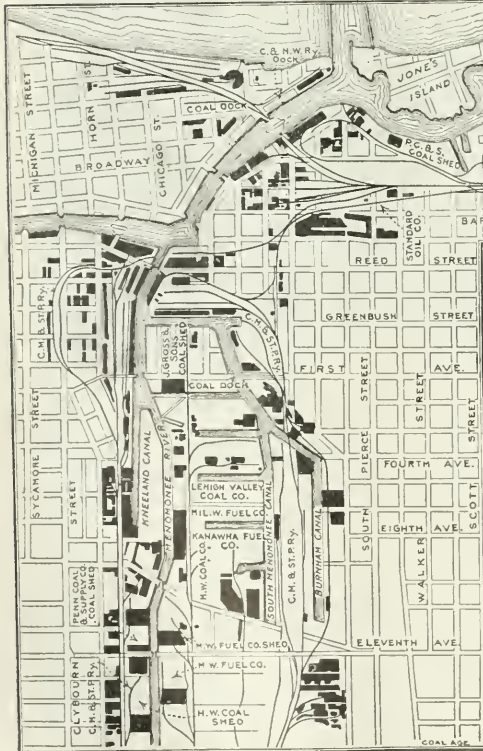 C. & N.W. RY.
DOCK
JONE'S
ISLAND
MICHIGAN STREET
HORN ST.
COAL DOCK
CHICAGO ST.
BROADWAY
P.C. & S.
COAL SHED
STANDARD
OIL CO.
BAR
REED STREET
C.M. & ST.P.RY.
GREENBUSH STREET
J. GROSS &
SONS
COAL SHED
C.M. & ST.P.RY.
FIRST AVE.
COAL DOCK
SYCAMORE STREET
STREET
KNEELAND CANAL
MENOMONEE RIVER
SOUTH PIERCE STREET
WALKER STREET
SCOTT STREET
FOURTH AVE.
LEHIGH VALLEY
COAL CO.
MIL.W. FUEL CO.
KANAWHA FUEL
CO.
H.W. COAL CO.
SOUTH MENOMONEE CANAL
C.M. & ST.P.RY.
BURNHAM CANAL
EIGHTH AVE.
PENN COAL
& SUPPLY CO.
COAL SHED
ELEVENTH AVE.
M.W. FUEL CO. SHED
M.W. FUEL CO.
CLYBOURN
C.M. & ST.P.RY.
H.W. COAL
SHED
COAL AGE